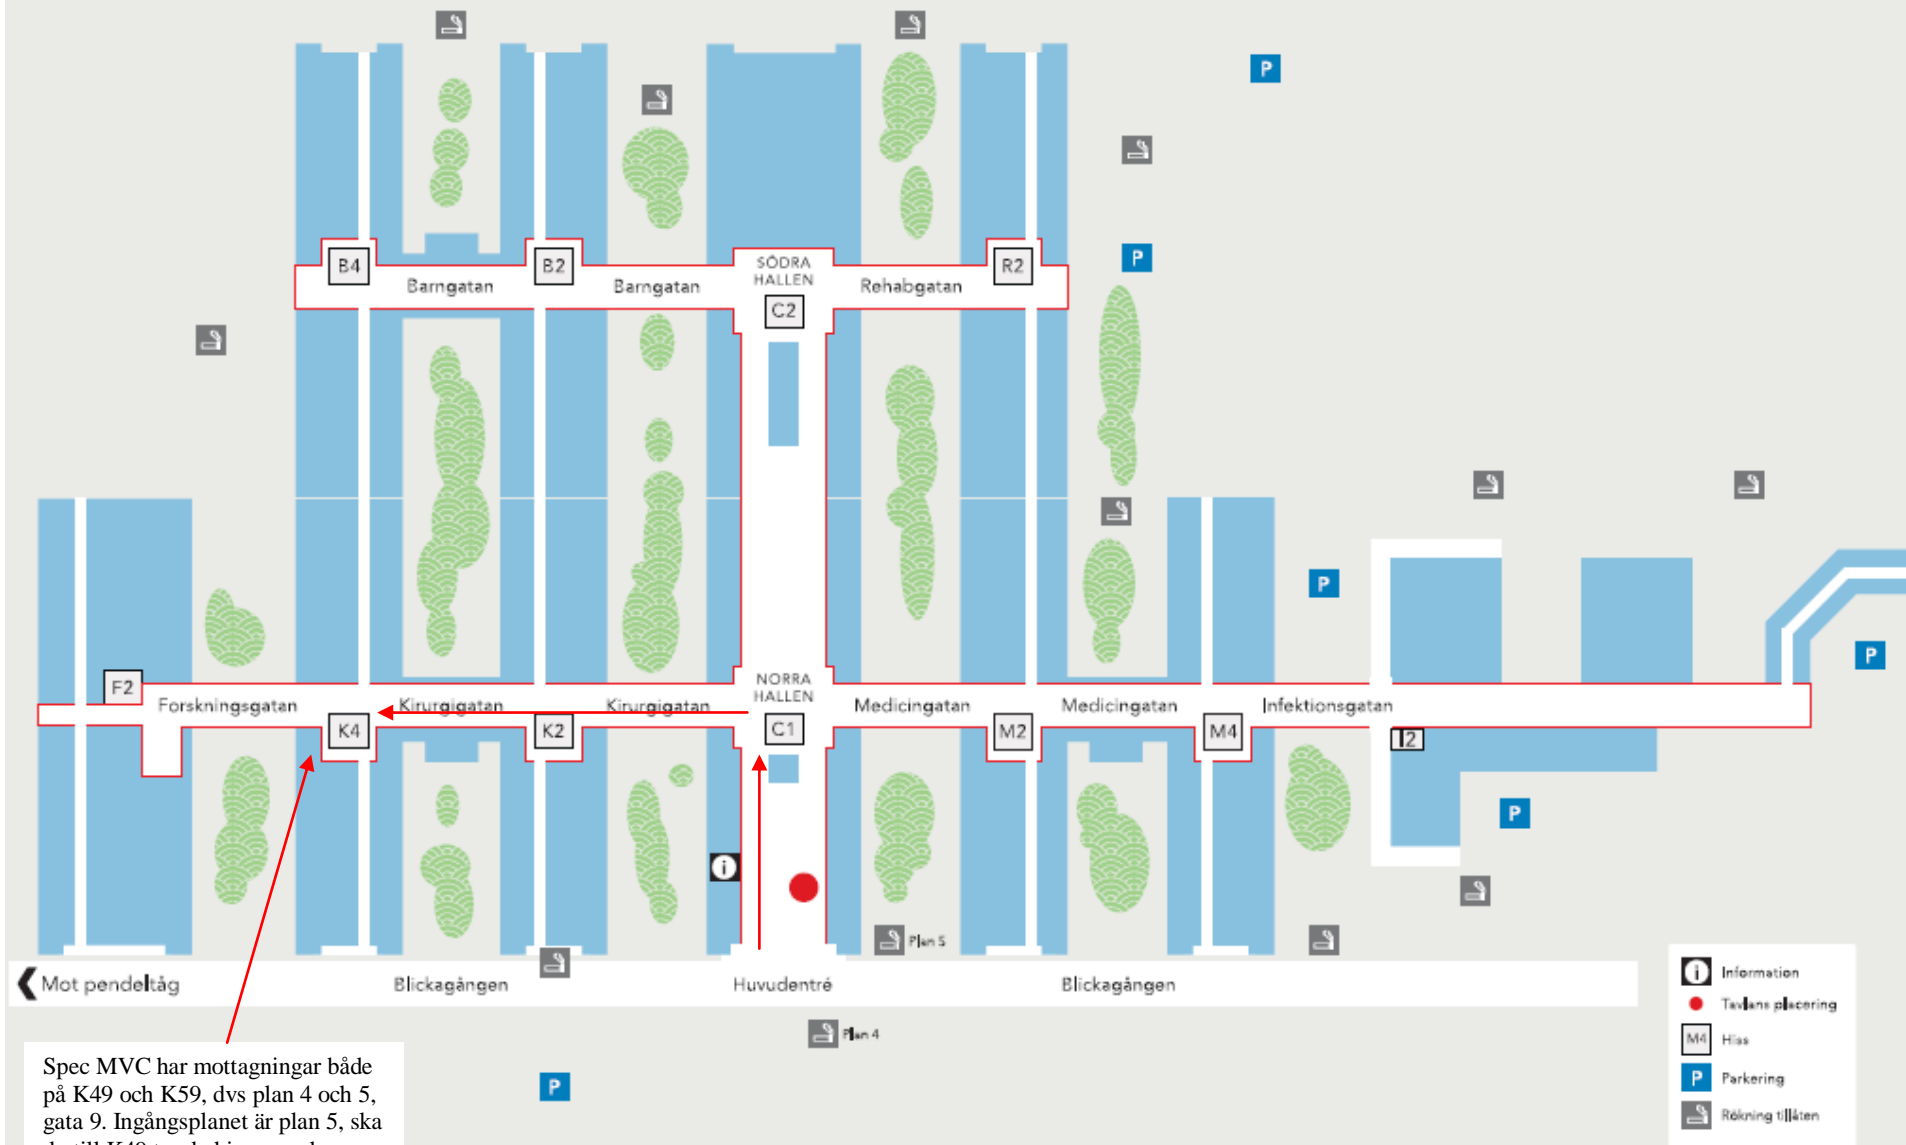 B4
Barngatan
B2
Barngatan
SÖDRA
HALLEN
C2
Rehabgatan
R2
P
P
P
P
P
P
F2
Forskningsgatan
K4
Kirurgigatan
K2
Kirurgigatan
NORRA
HALLEN
C1
Medicingatan
M2
Medicingatan
M4
Infektionsgatan
I2
i
Plan 5
Mot pendeltåg
Blickagången
Huvudentré
Blickagången
Plan 4
Spec MVC har mottagningar både
på K49 och K59, dvs plan 4 och 5,
gata 9. Ingångsplanet är plan 5, ska
i Information
Tavlans placering
M4 Hiss
P Parkering
Rökning tillåten